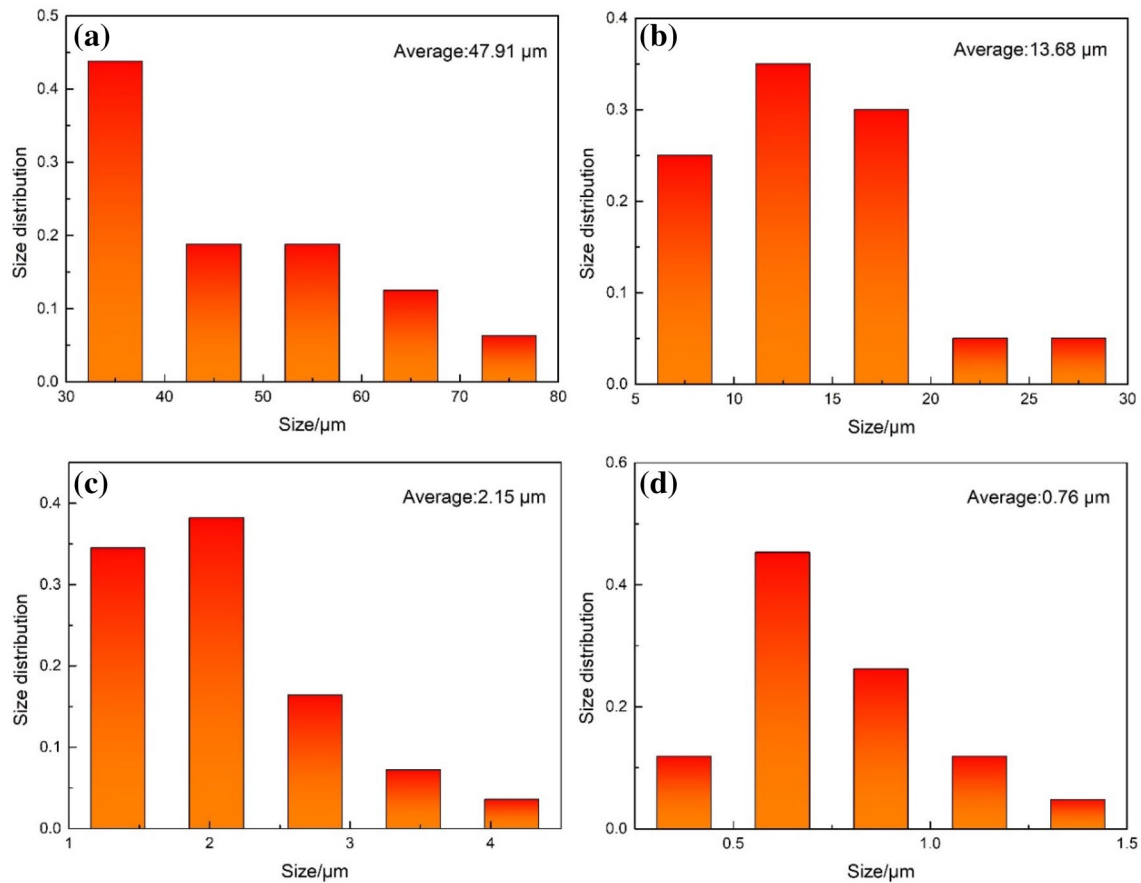 (a)
Average:47.91 µm
0.5
0.4
0.3
0.2
0.1
0.0
Size distribution
30 40 50 60 70 80
Size/µm
(b)
Average:13.68 µm
0.4
0.3
0.2
0.1
0.0
Size distribution
5 10 15 20 25 30
Size/µm
(c)
Average:2.15 µm
0.4
0.3
0.2
0.1
0.0
Size distribution
1 2 3 4
Size/µm
(d)
Average:0.76 µm
0.6
0.4
0.2
0.0
Size distribution
0.5 1.0 1.5
Size/µm